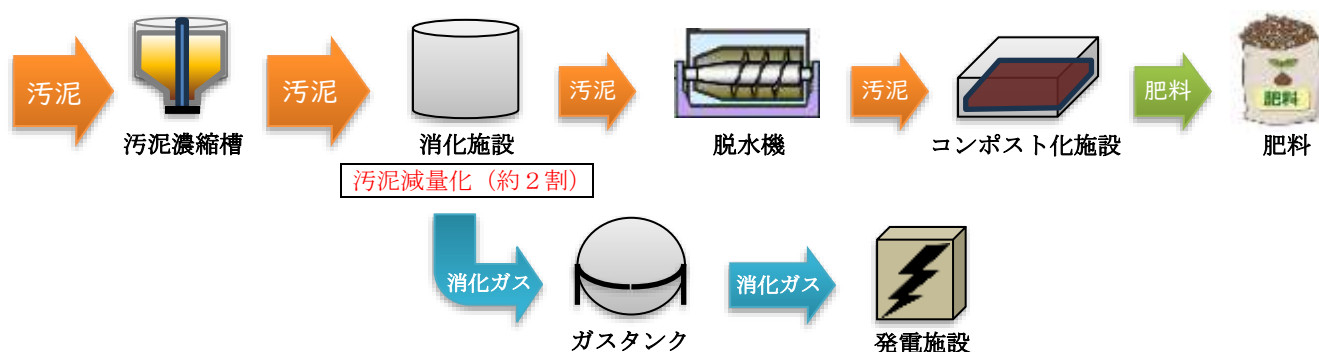 汚泥
汚泥濃縮槽
汚泥
消化施設
汚泥減量化（約２割）
汚泥
脱水機
汚泥
コンポスト化施設
肥料
肥料
肥料
消化ガス
ガスタンク
消化ガス
発電施設